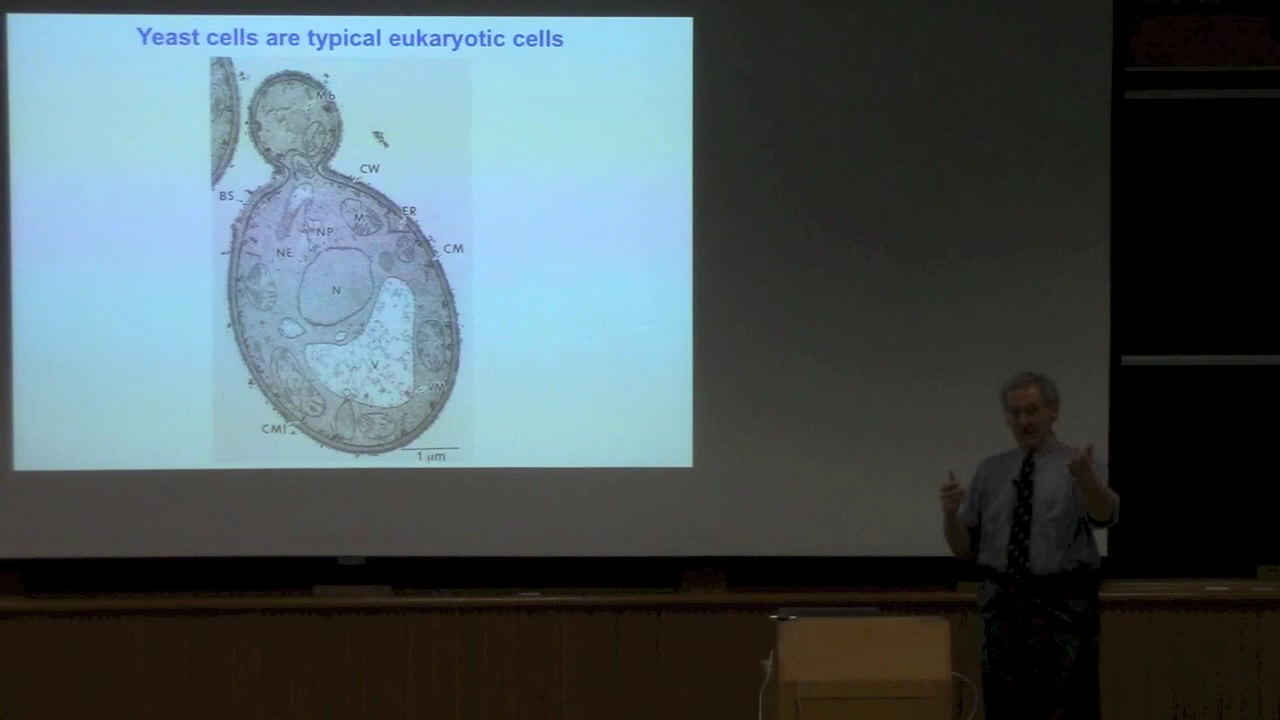 Yeast cells are typical eukaryotic cells
Mb
CW
BS
M
ER
NP
NE
CM
N
V
VM
CMI
1 µm